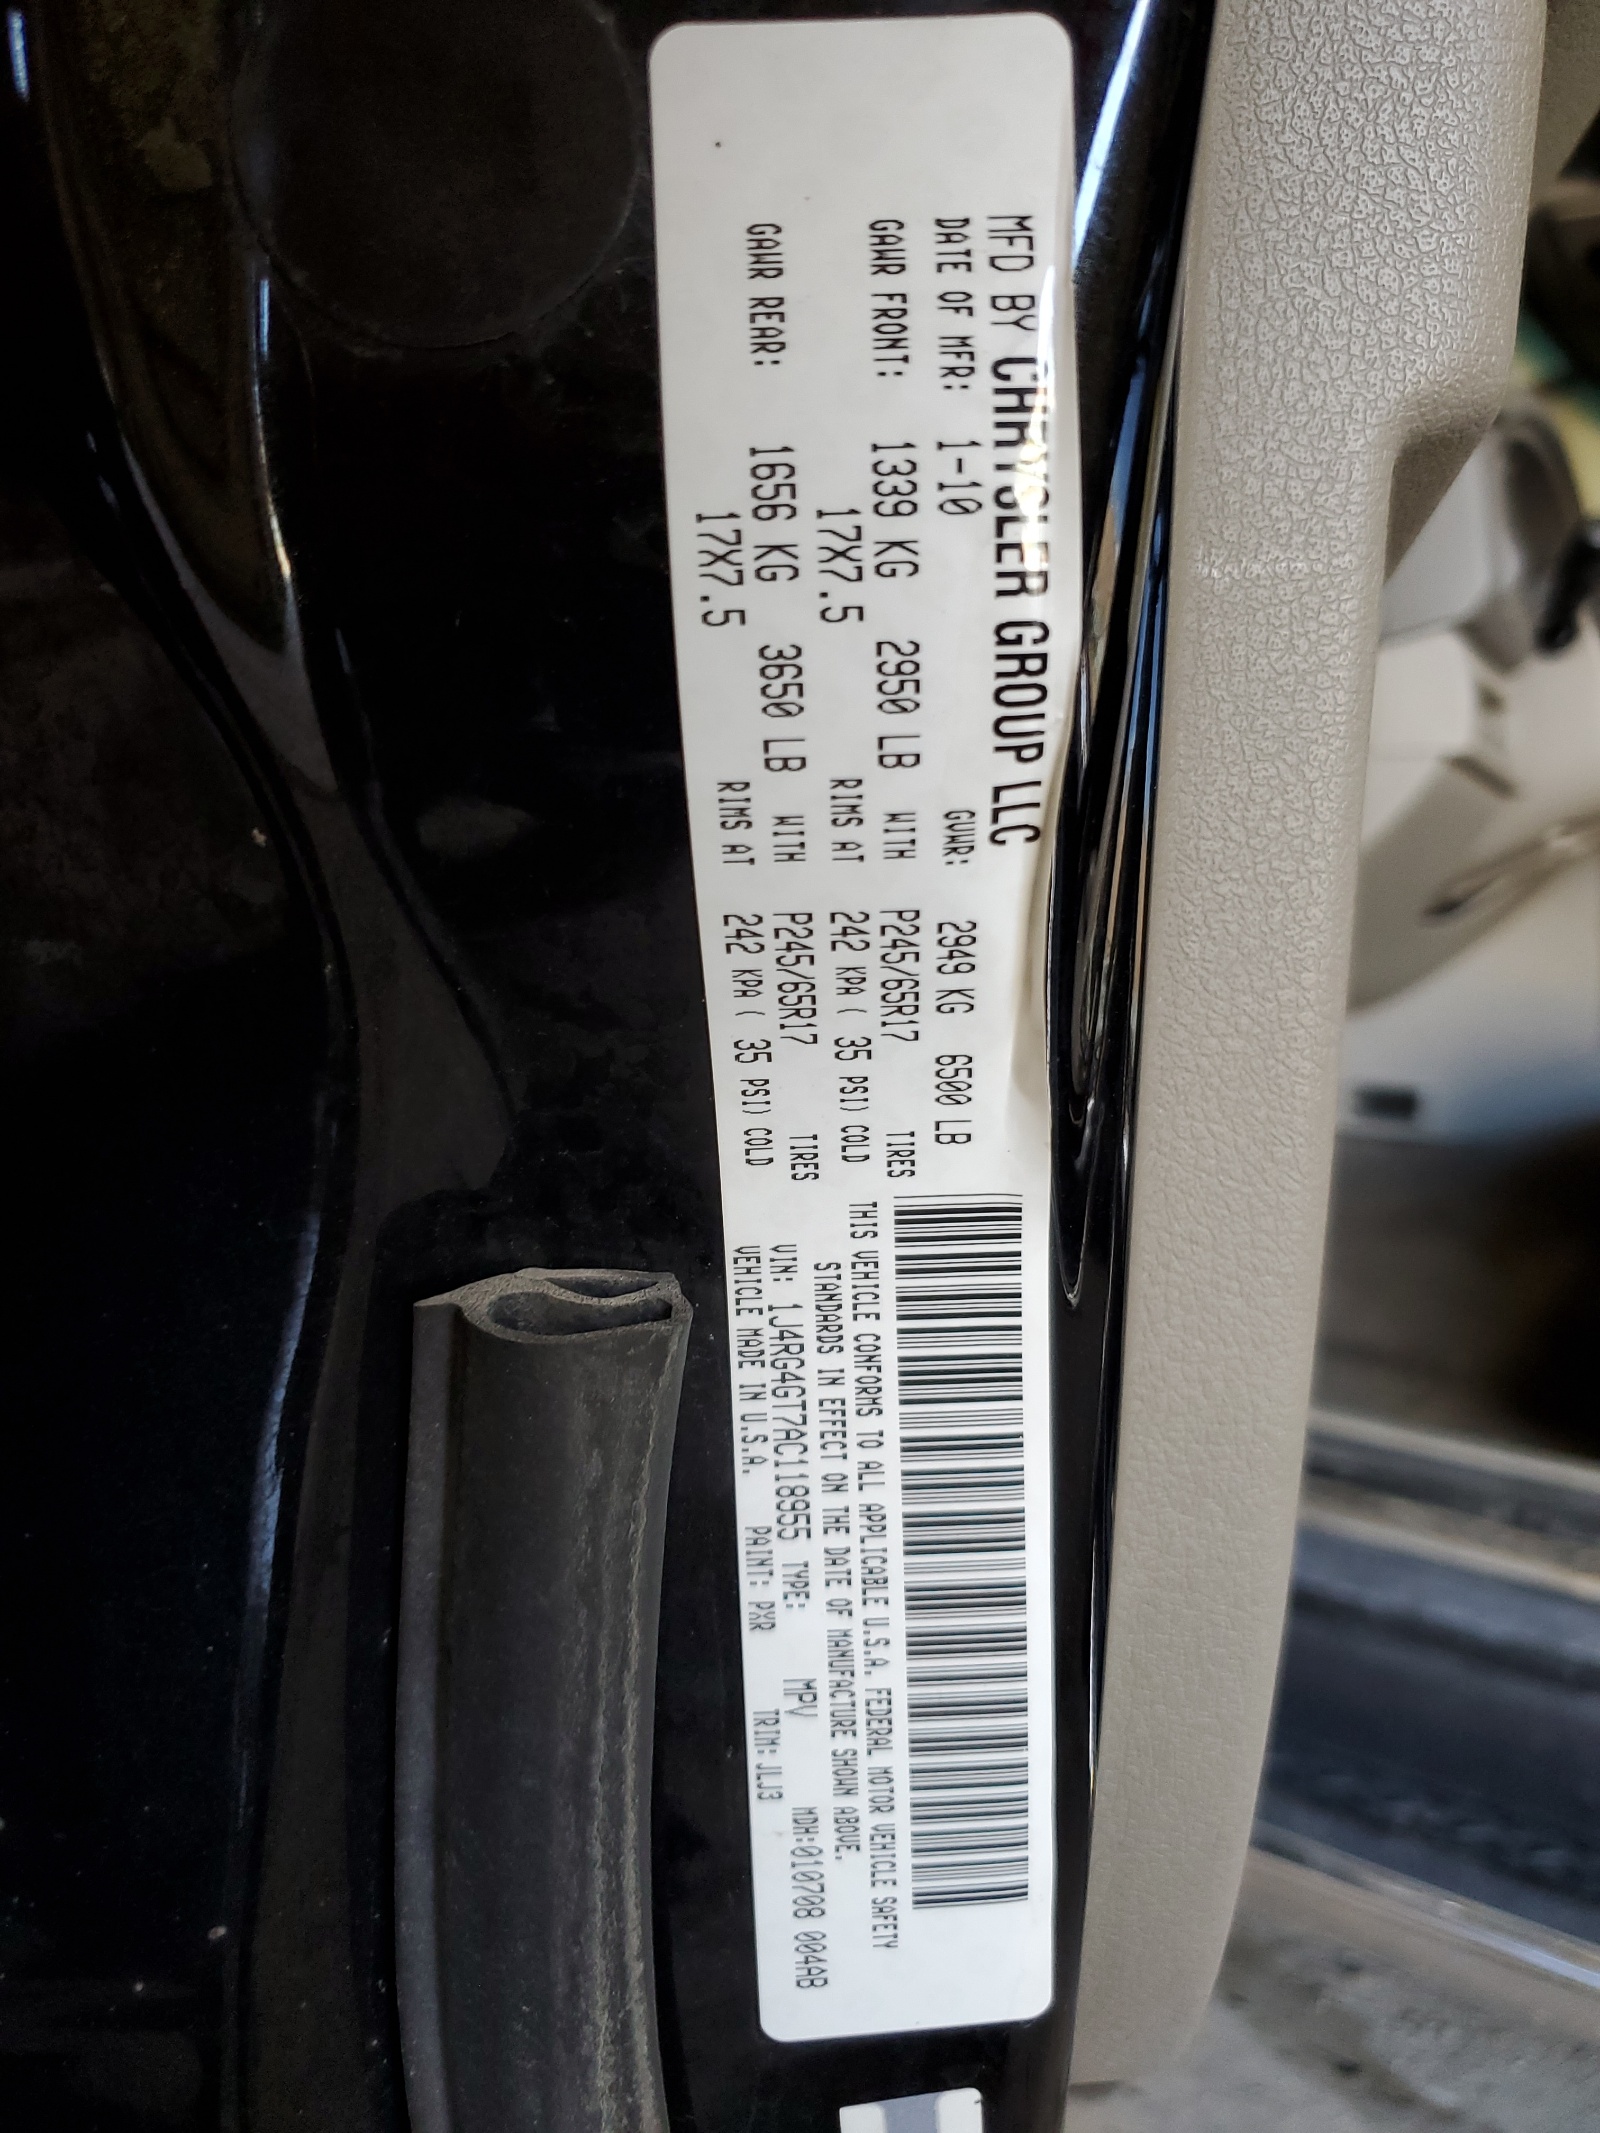 MFD BY CHRYSLER GROUP LLC
DATE OF MFR: 1-10 GVWR: 2949 KG 6500 LB
GAWR FRONT: 1339 KG 2950 LB WITH P245/65R17 TIRES
17X7.5 RIMS AT 242 KPA ( 35 PSI) COLD
GAWR REAR: 1656 KG 3650 LB WITH P245/65R17 TIRES
17X7.5 RIMS AT 242 KPA ( 35 PSI) COLD
THIS VEHICLE CONFORMS TO ALL APPLICABLE U.S.A. FEDERAL MOTOR VEHICLE SAFETY
STANDARDS IN EFFECT ON THE DATE OF MANUFACTURE SHOWN ABOVE.
VIN: 1J4RG4GT7AC118955 TYPE: MPV MDH:010708 004AB
VEHICLE MADE IN U.S.A. PAINT: PXR TRIM: JLJ3